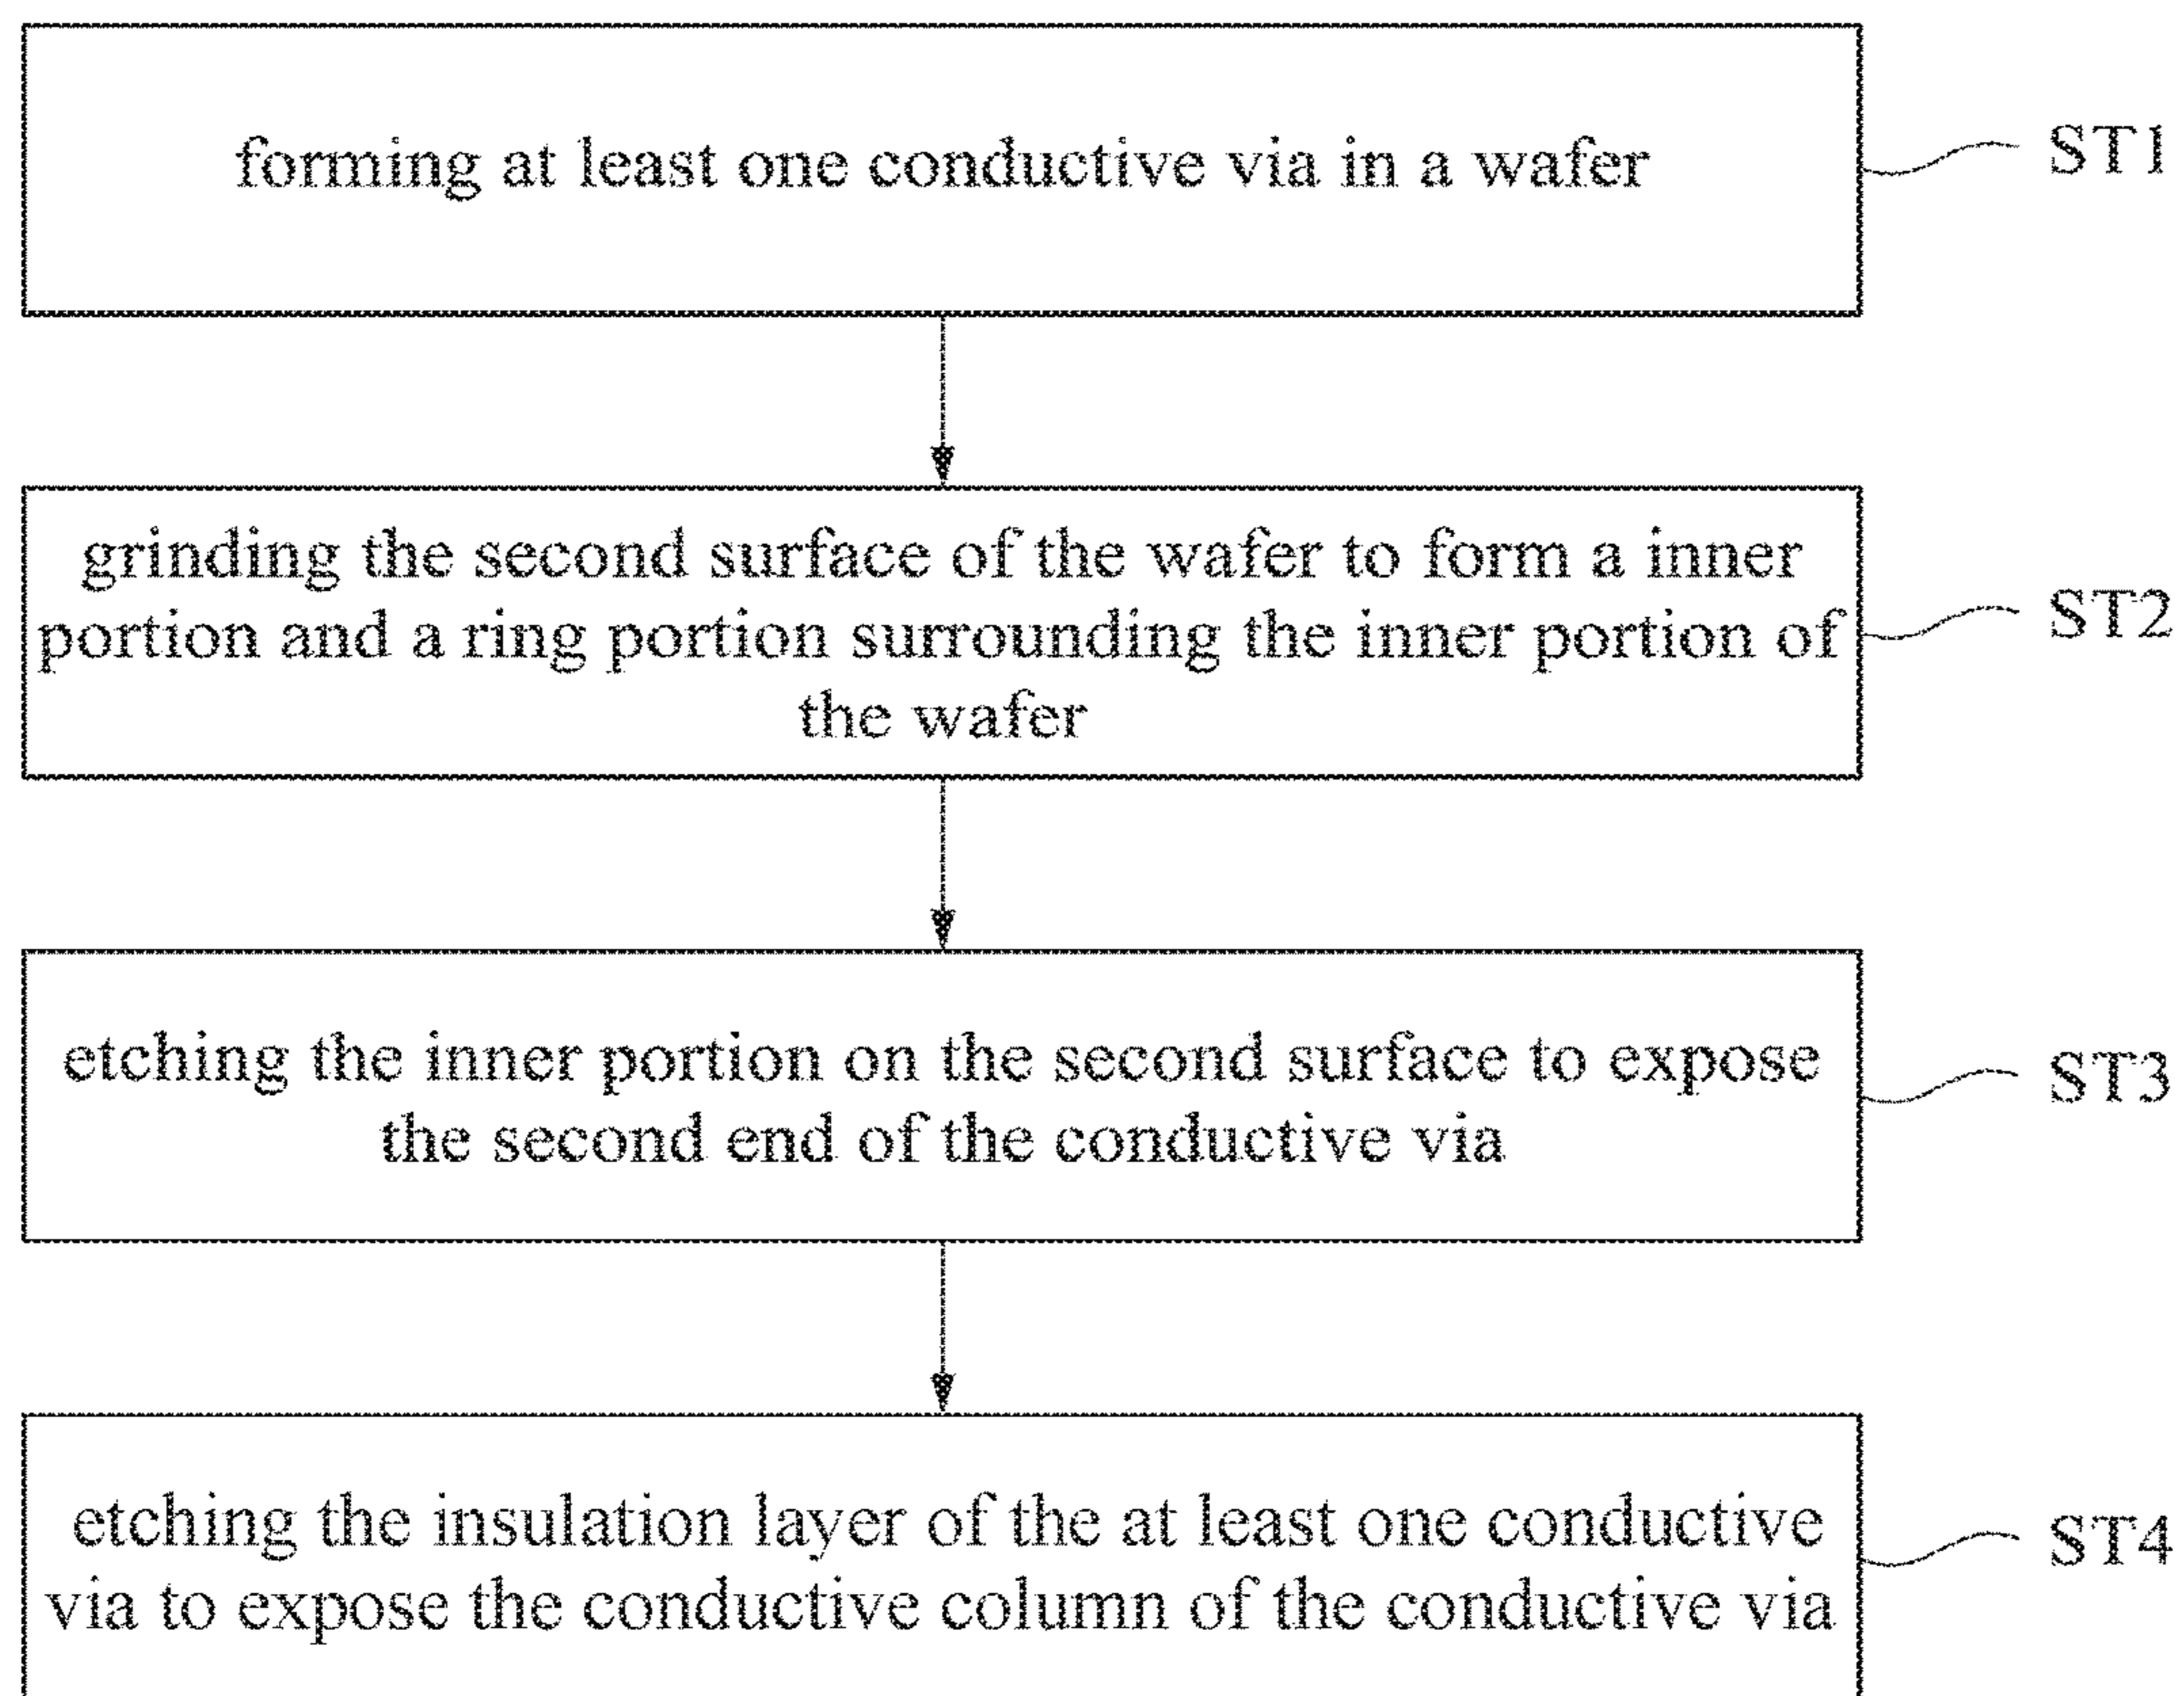 forming at least one conductive via in a wafer
ST1
grinding the second surface of the wafer to form a inner
portion and a ring portion surrounding the inner portion of
the wafer
ST2
etching the inner portion on the second surface to expose
the second end of the conductive via
ST3
etching the insulation layer of the at least one conductive
via to expose the conductive column of the conductive via
ST4